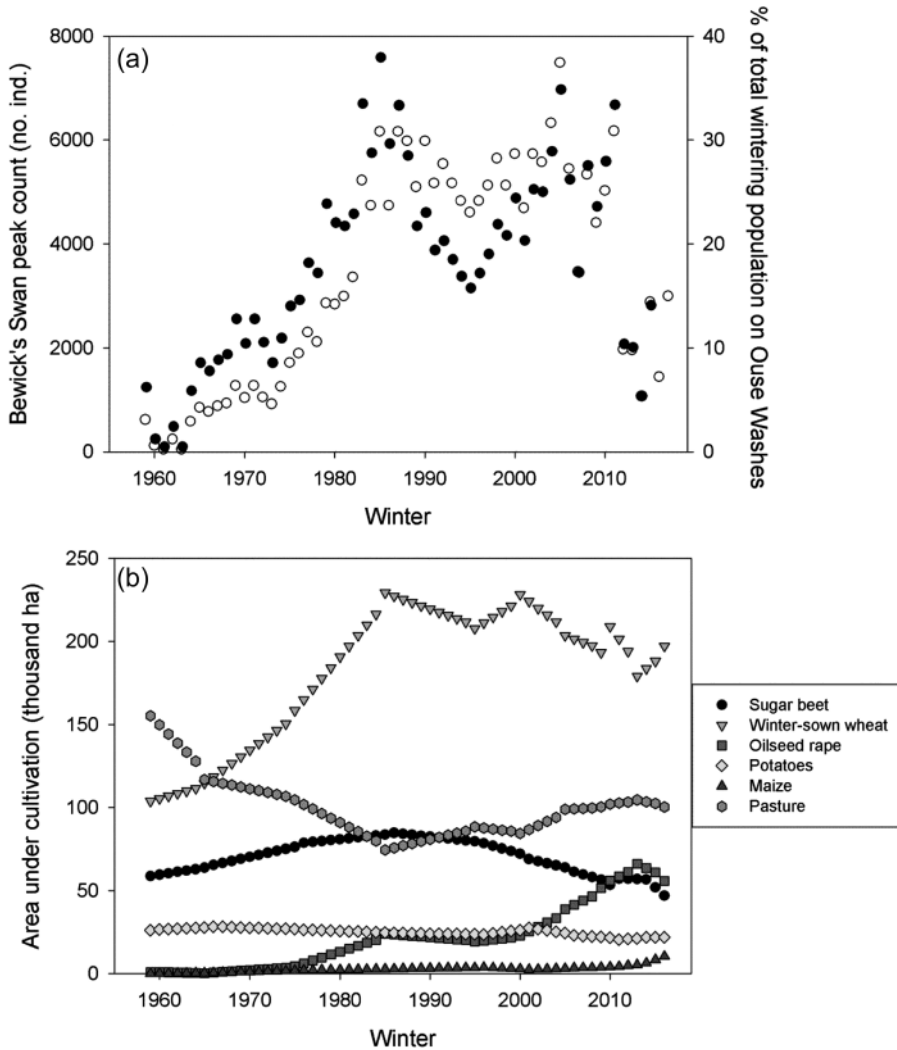 (a)
Bewick's Swan peak count (no. ind.)
8000
6000
4000
2000
0
40
30
20
10
0
% of total wintering population on Ouse Washes
1960 1970 1980 1990 2000 2010
Winter
(b)
Area under cultivation (thousand ha)
250
200
150
100
50
0
1960 1970 1980 1990 2000 2010
Winter
Sugar beet
Winter-sown wheat
Oilseed rape
Potatoes
Maize
Pasture